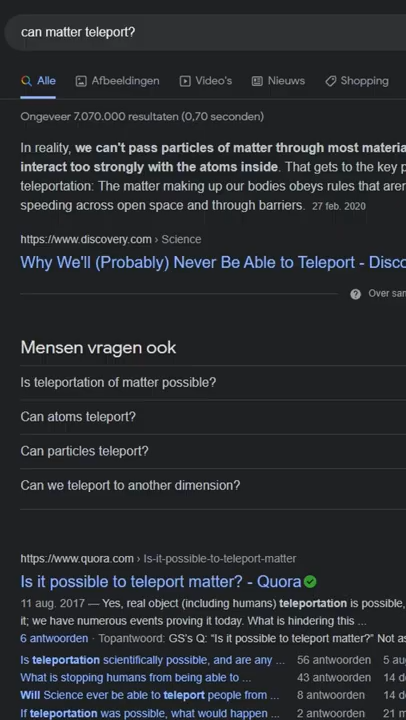 can matter teleport?
Alle Afbeeldingen Video's Nieuws Shopping
Ongeveer 7.070.000 resultaten (0,70 seconden)
In reality, we can't pass particles of matter through most materia
interact too strongly with the atoms inside. That gets to the key p
teleportation: The matter making up our bodies obeys rules that aren
speeding across open space and through barriers. 27 feb. 2020
https://www.discovery.com › Science
Why We'll (Probably) Never Be Able to Teleport - Disco
Over sam
Mensen vragen ook
Is teleportation of matter possible?
Can atoms teleport?
Can particles teleport?
Can we teleport to another dimension?
https://www.quora.com › Is-it-possible-to-teleport-matter
Is it possible to teleport matter? - Quora
11 aug. 2017 — Yes, real object (including humans) teleportation is possible,
it; we have numerous events proving it today. What is hindering this ...
6 antwoorden · Topantwoord: GS's Q: “Is it possible to teleport matter?” Not as
Is teleportation scientifically possible, and are any ... 56 antwoorden 5 aug
What is stopping humans from being able to ... 43 antwoorden 14 de
Will Science ever be able to teleport people from ... 8 antwoorden 14 de
If teleportation was possible, what would happen ... 2 antwoorden 21 m